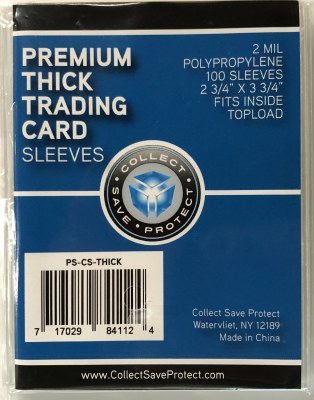 PREMIUM
THICK
TRADING
CARD
SLEEVES
2 MIL
POLYPROPYLENE
100 SLEEVES
2 3/4" X 3 3/4"
FITS INSIDE
TOPLOAD
• COLLECT •
SAVE • PROTECT
PS-CS-THICK
7 17029 84112 4
Collect Save Protect
Watervliet, NY 12189
Made in China
www.CollectSaveProtect.com